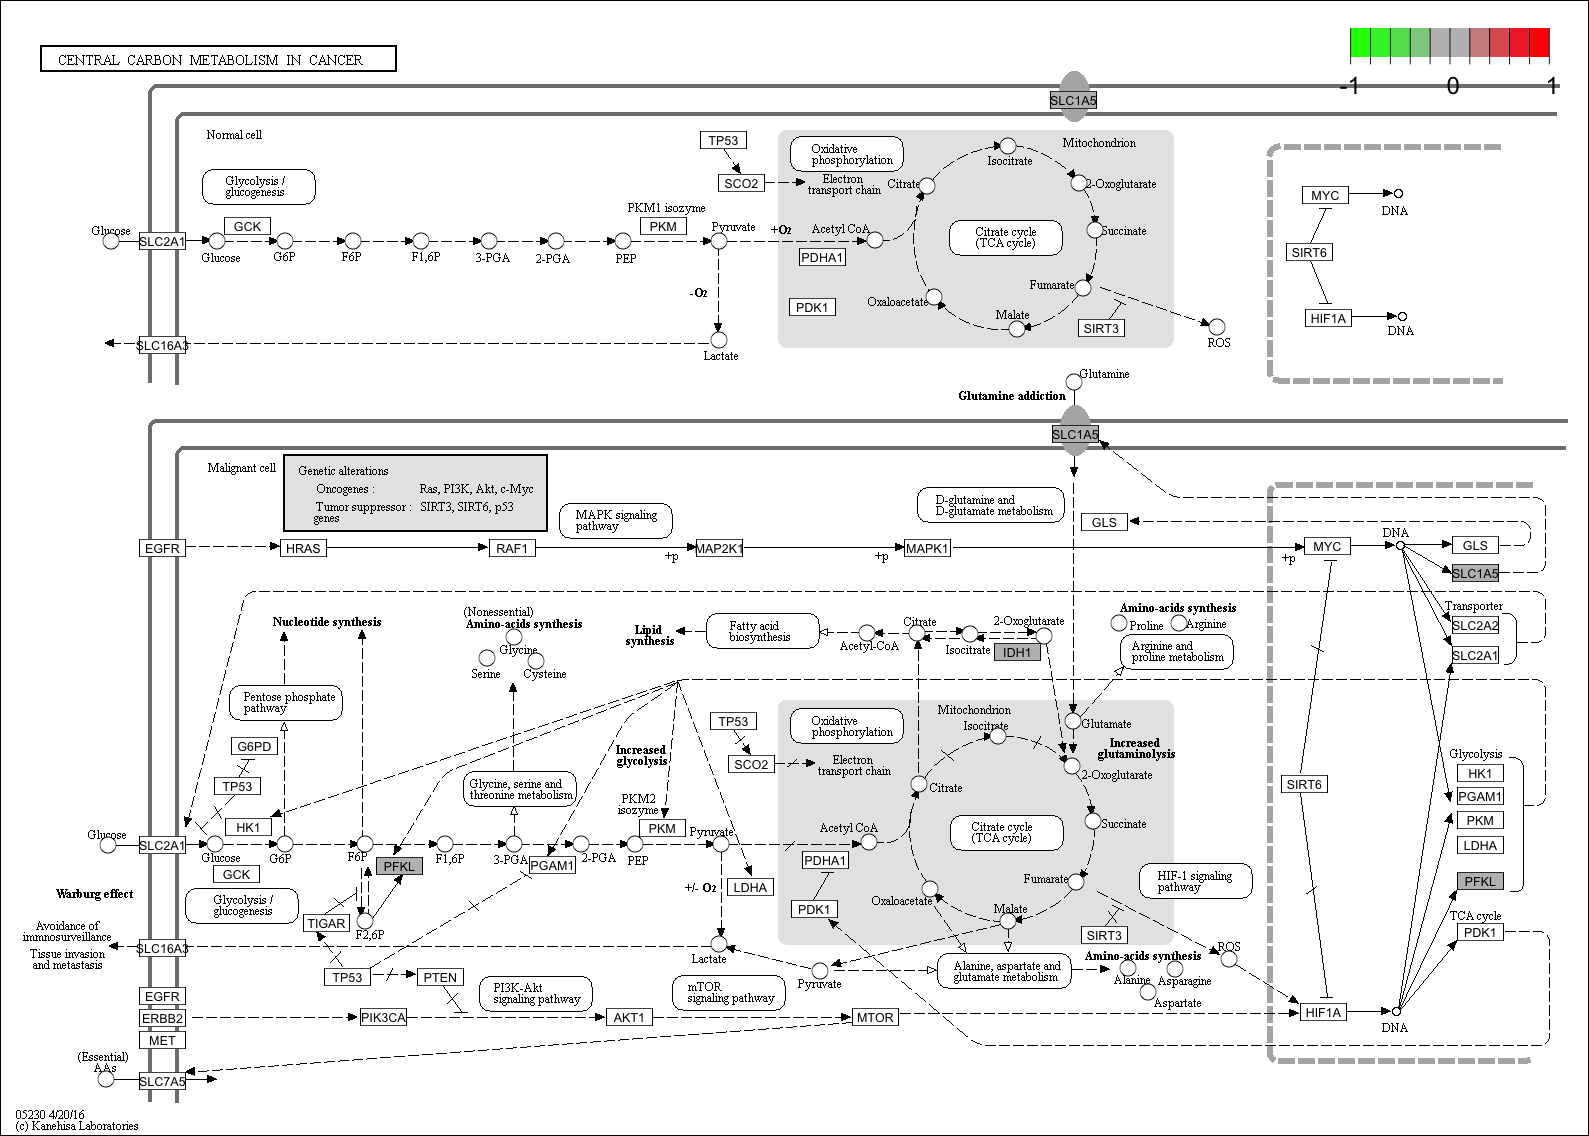 CENTRAL CARBON METABOLISM IN CANCER
-1
0
1
SLC1A5
Normal cell
TP53
Oxidative
phosphorylation
Isocitrate
Mitochondrion
SCO2
Electron
transport chain
Citrate
2-Oxoglutarate
MYC
DNA
Glycolysis /
glucogenesis
PKM1 isozyme
Glucose
SLC2A1
GCK
PKM
Pyruvate
+O2
Acetyl CoA
Citrate cycle
(TCA cycle)
Succinate
SIRT6
Glucose
G6P
F6P
F1,6P
3-PGA
2-PGA
PEP
PDHA1
-O2
PDK1
Oxaloacetate
Fumarate
Malate
SIRT3
HIF1A
DNA
SLC16A3
Lactate
ROS
Glutamine
Glutamine addiction
SLC1A5
Malignant cell
Genetic alterations
Oncogenes : Ras, PI3K, Akt, c-Myc
Tumor suppressor : SIRT3, SIRT6, p53
genes
MAPK signaling
pathway
D-glutamine and
D-glutamate metabolism
GLS
DNA
EGFR
HRAS
RAF1
+p
MAP2K1
+p
MAPK1
+p
MYC
GLS
SLC1A5
Nucleotide synthesis
(Nonessential)
Amino-acids synthesis
Glycine
Serine
Cysteine
Lipid
synthesis
Fatty acid
biosynthesis
Acetyl-CoA
Citrate
Isocitrate
2-Oxoglutarate
IDH1
Amino-acids synthesis
Proline
Arginine
Arginine and
proline metabolism
Transporter
SLC2A2
SLC2A1
Pentose phosphate
pathway
G6PD
TP53
HK1
Increased
glycolysis
Glycine, serine and
threonine metabolism
PKM2
isozyme
PKM
TP53
SCO2
Oxidative
phosphorylation
Electron
transport chain
Mitochondrion
Isocitrate
Glutamate
Increased
glutaminolysis
2-Oxoglutarate
Citrate
SIRT6
Glycolysis
HK1
PGAM1
PKM
LDHA
PFKL
Glucose
SLC2A1
Glucose
GCK
G6P
F6P
PFKL
F1,6P
3-PGA
PGAM1
2-PGA
PEP
Pyruvate
Acetyl CoA
PDHA1
Citrate cycle
(TCA cycle)
Succinate
Warburg effect
Glycolysis /
glucogenesis
TIGAR
F2,6P
+/- O2
LDHA
PDK1
Oxaloacetate
Fumarate
Malate
SIRT3
HIF-1 signaling
pathway
TCA cycle
PDK1
Avoidance of
immnosurveillance
Tissue invasion
and metastasis
SLC16A3
Lactate
ROS
TP53
PTEN
PI3K-Akt
signaling pathway
mTOR
signaling pathway
Pyruvate
Alanine, aspartate and
glutamate metabolism
Amino-acids synthesis
Alanine
Asparagine
Aspartate
EGFR
ERBB2
MET
PIK3CA
AKT1
MTOR
HIF1A
DNA
(Essential)
AAs
SLC7A5
05230 4/20/16
(c) Kanehisa Laboratories